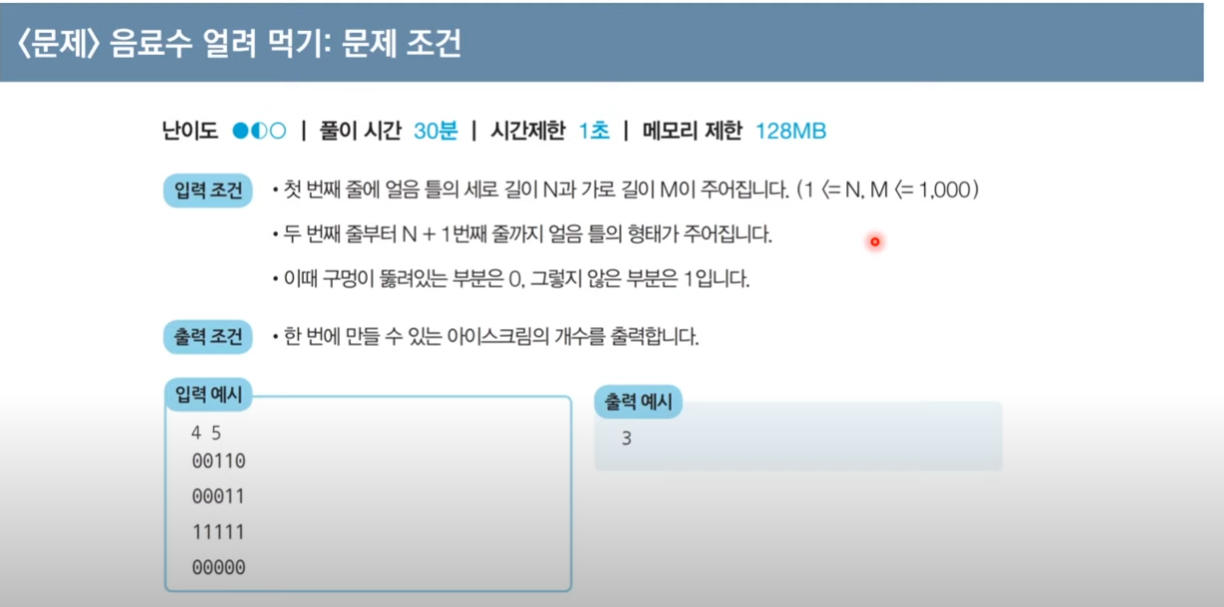 <문제> 음료수 얼려 먹기: 문제 조건
난이도 | 풀이 시간 30분 | 시간제한 1초 | 메모리 제한 128MB
입력 조건 • 첫 번째 줄에 얼음 틀의 세로 길이 N과 가로 길이 M이 주어집니다. (1 <= N, M <= 1,000)
• 두 번째 줄부터 N + 1번째 줄까지 얼음 틀의 형태가 주어집니다.
• 이때 구멍이 뚫려있는 부분은 0, 그렇지 않은 부분은 1입니다.
출력 조건 • 한 번에 만들 수 있는 아이스크림의 개수를 출력합니다.
입력 예시
4 5
00110
00011
11111
00000
출력 예시
3